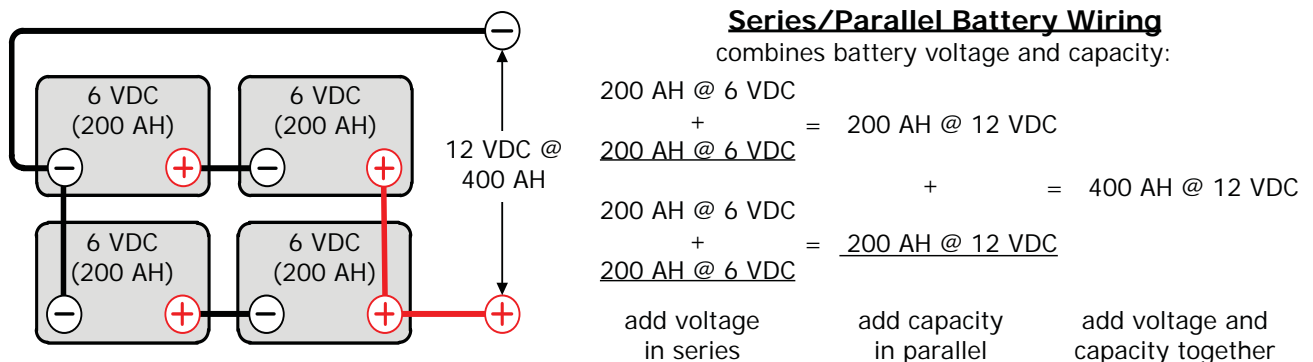 Series/Parallel Battery Wiring
combines battery voltage and capacity:
−
6 VDC
(200 AH)
6 VDC
(200 AH)
− + − +
12 VDC @
400 AH
6 VDC
(200 AH)
6 VDC
(200 AH)
− + − + +
200 AH @ 6 VDC
+ = 200 AH @ 12 VDC
200 AH @ 6 VDC
+ = 400 AH @ 12 VDC
200 AH @ 6 VDC
+ = 200 AH @ 12 VDC
200 AH @ 6 VDC
add voltage
in series
add capacity
in parallel
add voltage and
capacity together